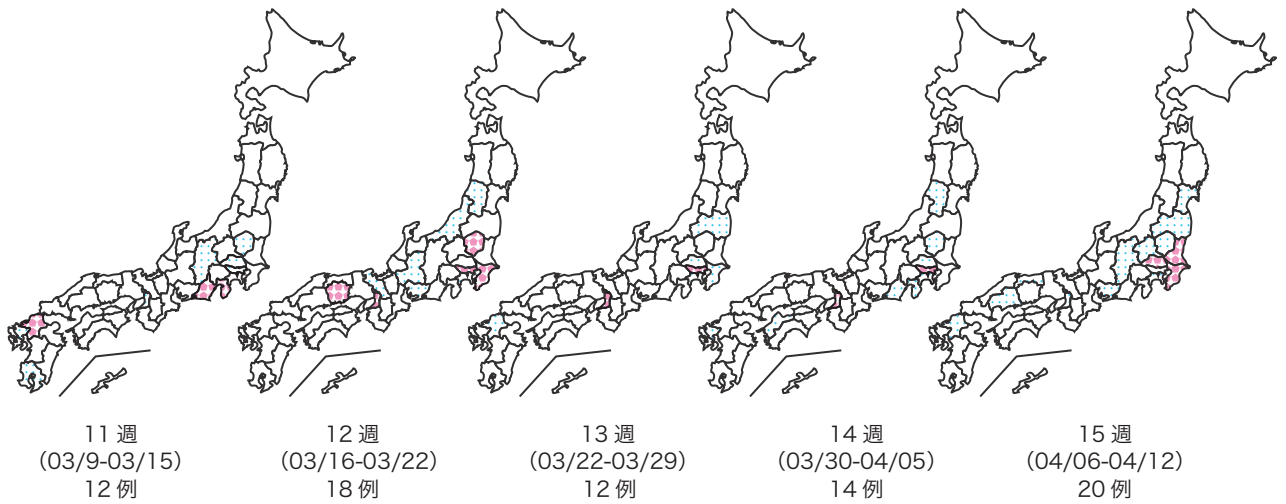 11 週
（03/9-03/15）
12 例
12 週
（03/16-03/22）
18 例
13 週
（03/22-03/29）
12 例
14 週
（03/30-04/05）
14 例
15 週
（04/06-04/12）
20 例